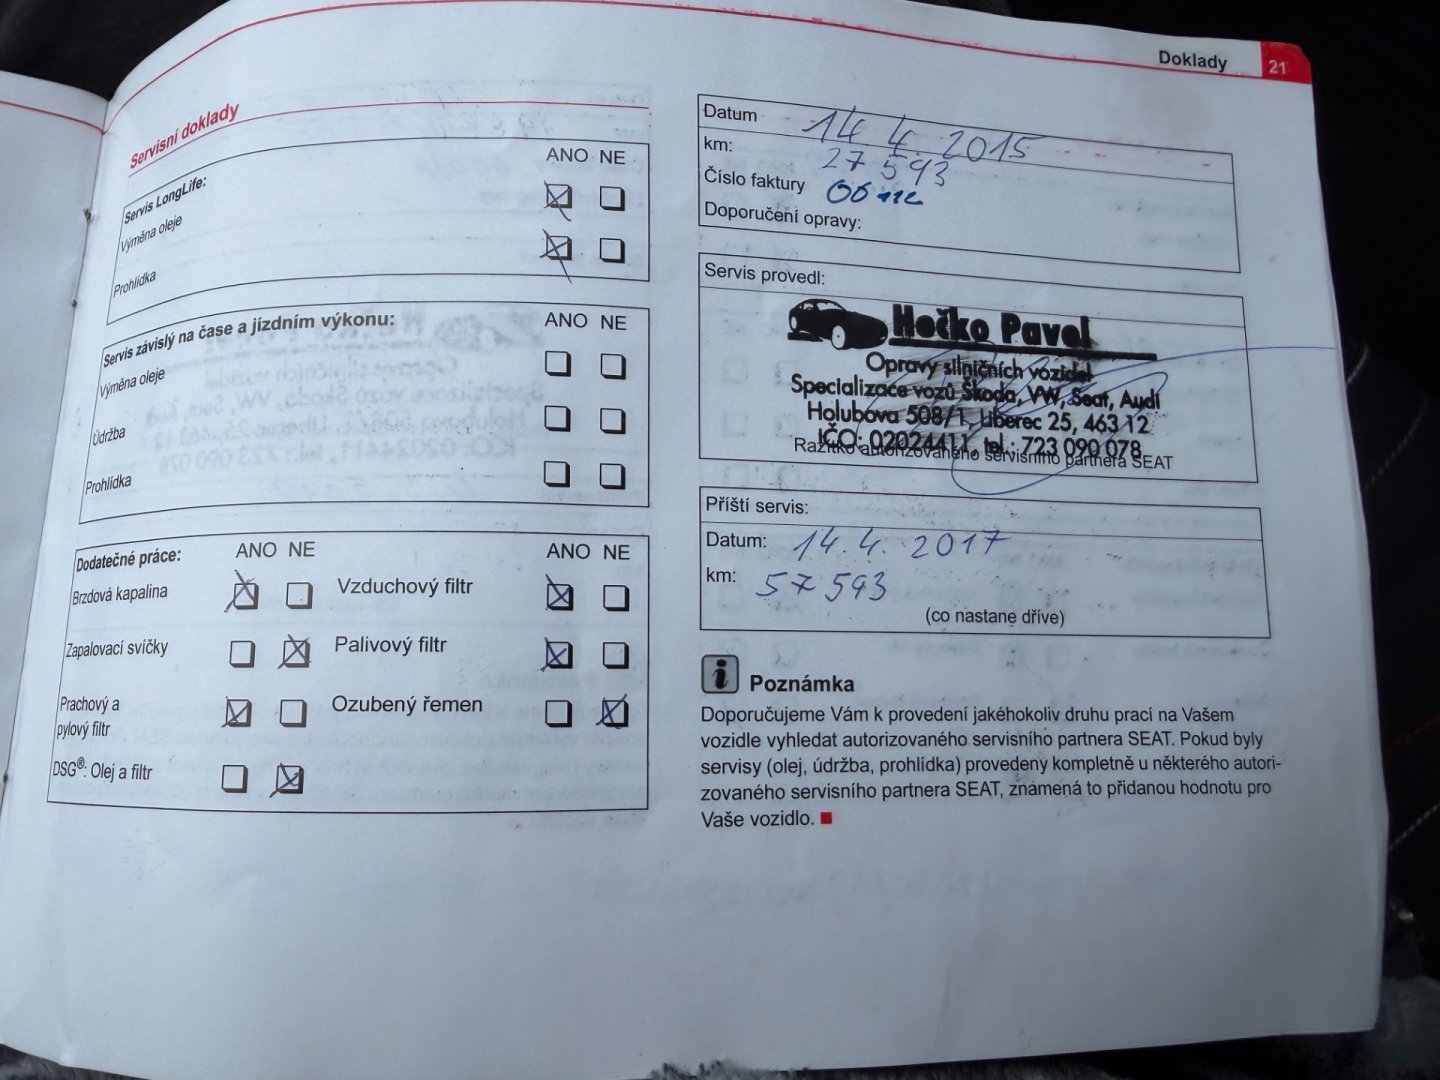 Doklady 21
Servisní doklady
Servis LongLife: ANO NE
Výměna oleje
Prohlídka
Servis závislý na čase a jízdním výkonu: ANO NE
Výměna oleje
Údržba
Prohlídka
Dodatečné práce: ANO NE ANO NE
Brzdová kapalina Vzduchový filtr
Zapalovací svíčky Palivový filtr
Prachový a
pylový filtr Ozubený řemen
DSG®: Olej a filtr
Datum 14 4. 2015
km: 27 593
Číslo faktury
Doporučení opravy:
Servis provedl:
Hečko Pavel
Opravy silničních vozidel
Specializace vozů Škoda, VW, Seat, Audi
Holubova 508/1, Liberec 25, 463 12
IČO: 02024411, tel.: 723 090 078
Razítko autorizovaného servisního partnera SEAT
Příští servis:
Datum: 14.4. 2017
km: 57 593
(co nastane dříve)
Poznámka
Doporučujeme Vám k provedení jakéhokoliv druhu prací na Vašem
vozidle vyhledat autorizovaného servisního partnera SEAT. Pokud byly
servisy (olej, údržba, prohlídka) provedeny kompletně u některého autori-
zovaného servisního partnera SEAT, znamená to přidanou hodnotu pro
Vaše vozidlo.